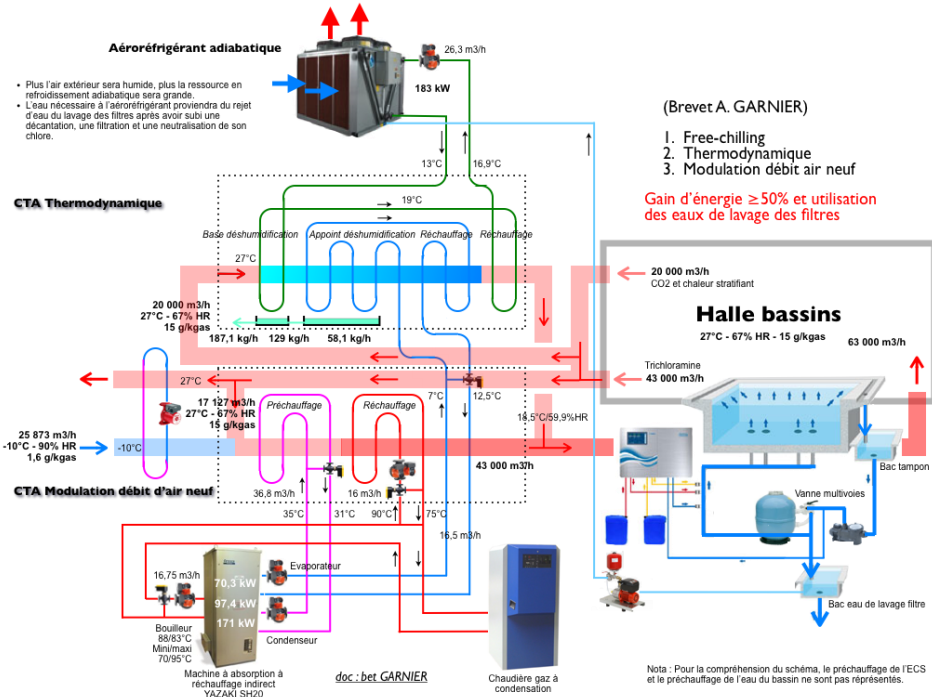 Aéroréfrigérant adiabatique
26,3 m3/h
183 kW
• Plus l'air extérieur sera humide, plus la ressource en
refroidissement adiabatique sera grande.
• L'eau nécessaire à l'aéroréfrigérant proviendra du rejet
d'eau du lavage des filtres après avoir subi une
décantation, une filtration et une neutralisation de son
chlore.
(Brevet A. GARNIER)
1. Free-chilling
2. Thermodynamique
3. Modulation débit air neuf
Gain d'énergie ≥50% et utilisation
des eaux de lavage des filtres
13°C
16,9°C
CTA Thermodynamique
19°C
Base déshumidification
Appoint déshumidification
Réchauffage
Réchauffage
27°C
20 000 m3/h
CO2 et chaleur stratifiant
Halle bassins
27°C - 67% HR - 15 g/kgas
63 000 m3/h
20 000 m3/h
27°C - 67% HR
15 g/kgas
187,1 kg/h
129 kg/h
58,1 kg/h
Trichloramine
43 000 m3/h
27°C
7°C
12,5°C
17 127 m3/h
27°C - 67% HR
15 g/kgas
Préchauffage
Réchauffage
18,5°C/59,9%HR
25 873 m3/h
-10°C - 90% HR
1,6 g/kgas
-10°C
43 000 m3/h
Bac tampon
CTA Modulation débit d'air neuf
36,8 m3/h
16 m3/h
Vanne multivoies
35°C
31°C
90°C
75°C
16,5 m3/h
Evaporateur
16,75 m3/h
70,3 kW
97,4 kW
171 kW
Bac eau de lavage filtre
Bouilleur
88/83°C
Mini/maxi
70/95°C
Condenseur
Machine à absorption à
réchauffage indirect
YAZAKI SH20
doc : bet GARNIER
Chaudière gaz à
condensation
Nota : Pour la compréhension du schéma, le préchauffage de l'ECS
et le préchauffage de l'eau du bassin ne sont pas réprésentés.